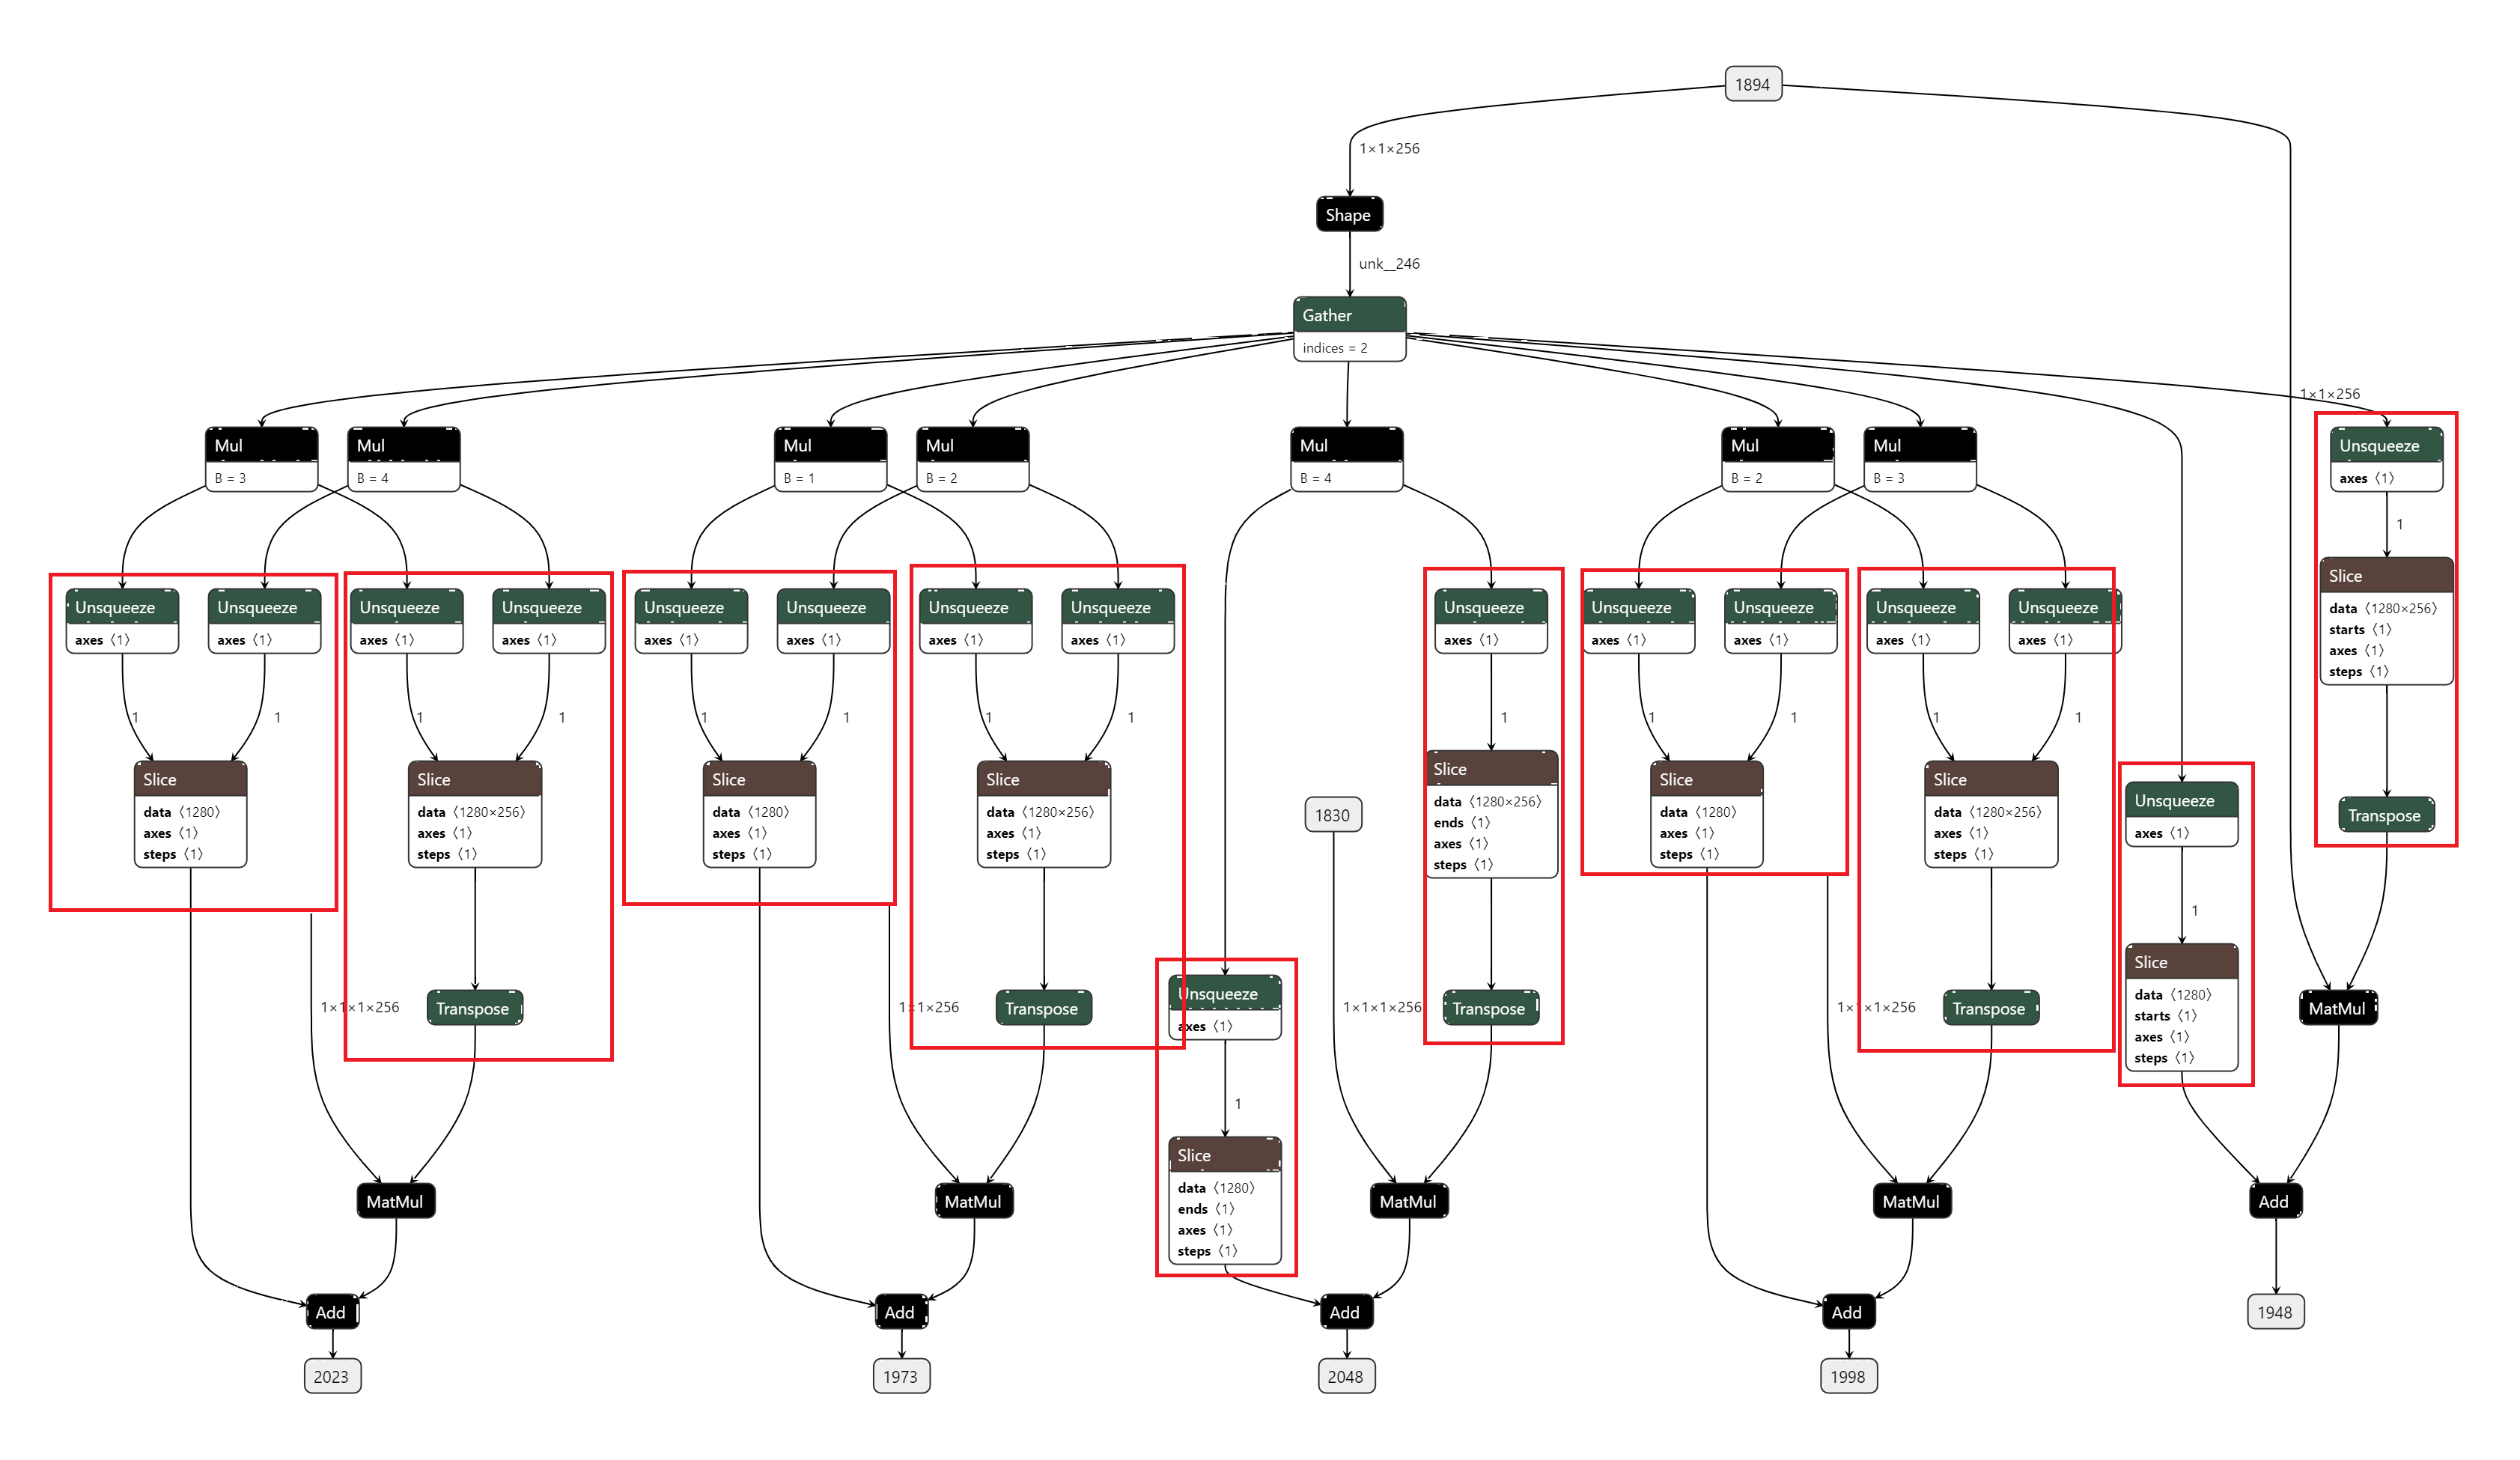 1894
1×1×256
Shape
unk__246
Gather
indices = 2
1×1×256
Mul
B = 3
Mul
B = 4
Mul
B = 1
Mul
B = 2
Mul
B = 4
Mul
B = 2
Mul
B = 3
Unsqueeze
axes 〈1〉
1
Slice
data 〈1280×256〉
starts 〈1〉
axes 〈1〉
steps 〈1〉
Transpose
Unsqueeze
axes 〈1〉
Unsqueeze
axes 〈1〉
1
1
Slice
data 〈1280〉
axes 〈1〉
steps 〈1〉
Unsqueeze
axes 〈1〉
Unsqueeze
axes 〈1〉
1
1
Slice
data 〈1280×256〉
axes 〈1〉
steps 〈1〉
1×1×1×256
Transpose
Unsqueeze
axes 〈1〉
Unsqueeze
axes 〈1〉
1
1
Slice
data 〈1280〉
axes 〈1〉
steps 〈1〉
Unsqueeze
axes 〈1〉
Unsqueeze
axes 〈1〉
1
1
Slice
data 〈1280×256〉
axes 〈1〉
steps 〈1〉
1×1×256
Transpose
Unsqueeze
axes 〈1〉
1
Slice
data 〈1280〉
ends 〈1〉
axes 〈1〉
steps 〈1〉
1830
1×1×1×256
Unsqueeze
axes 〈1〉
1
Slice
data 〈1280×256〉
ends 〈1〉
axes 〈1〉
steps 〈1〉
Transpose
Unsqueeze
axes 〈1〉
Unsqueeze
axes 〈1〉
1
1
Slice
data 〈1280〉
axes 〈1〉
steps 〈1〉
Unsqueeze
axes 〈1〉
Unsqueeze
axes 〈1〉
1
1
Slice
data 〈1280×256〉
axes 〈1〉
steps 〈1〉
1×1×1×256
Transpose
Unsqueeze
axes 〈1〉
1
Slice
data 〈1280〉
starts 〈1〉
axes 〈1〉
steps 〈1〉
MatMul
MatMul
MatMul
MatMul
MatMul
Add
Add
Add
Add
Add
1948
2023
1973
2048
1998